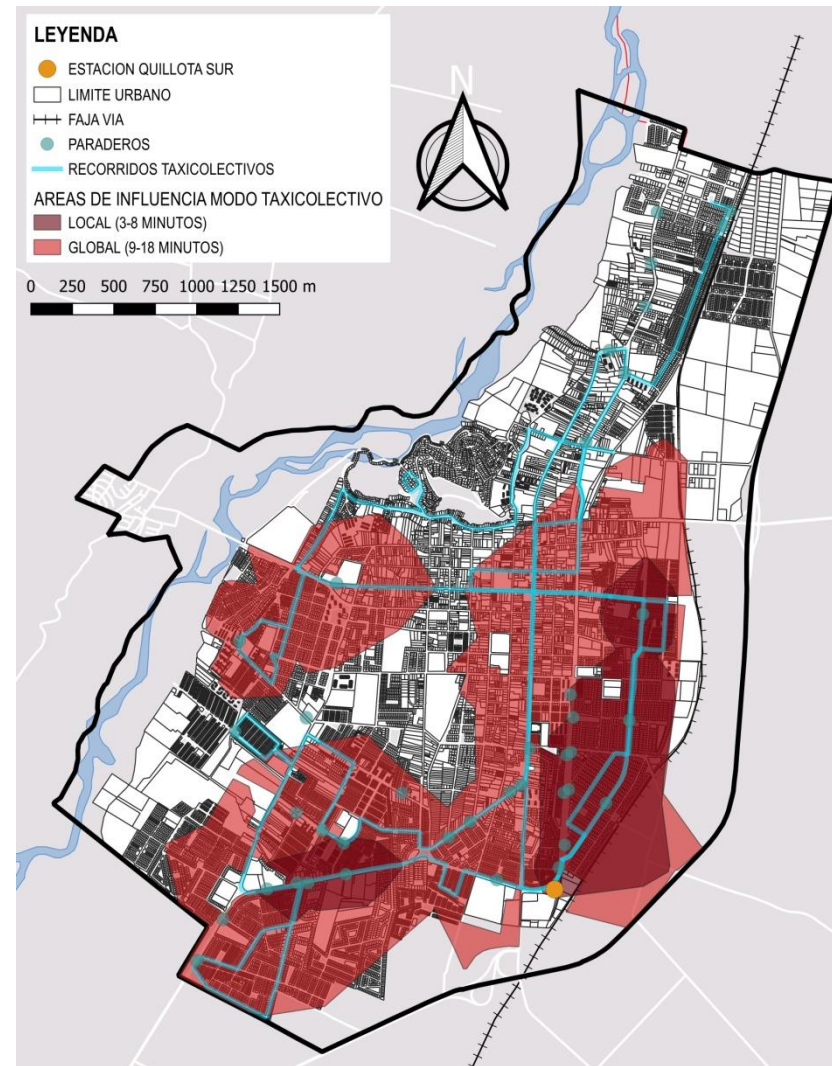 LEYENDA
ESTACION QUILLOTA SUR
LIMITE URBANO
FAJA VIA
PARADEROS
RECORRIDOS TAXICOLECTIVOS
AREAS DE INFLUENCIA MODO TAXICOLECTIVO
LOCAL (3-8 MINUTOS)
GLOBAL (9-18 MINUTOS)
0 250 500 750 1000 1250 1500 m
N